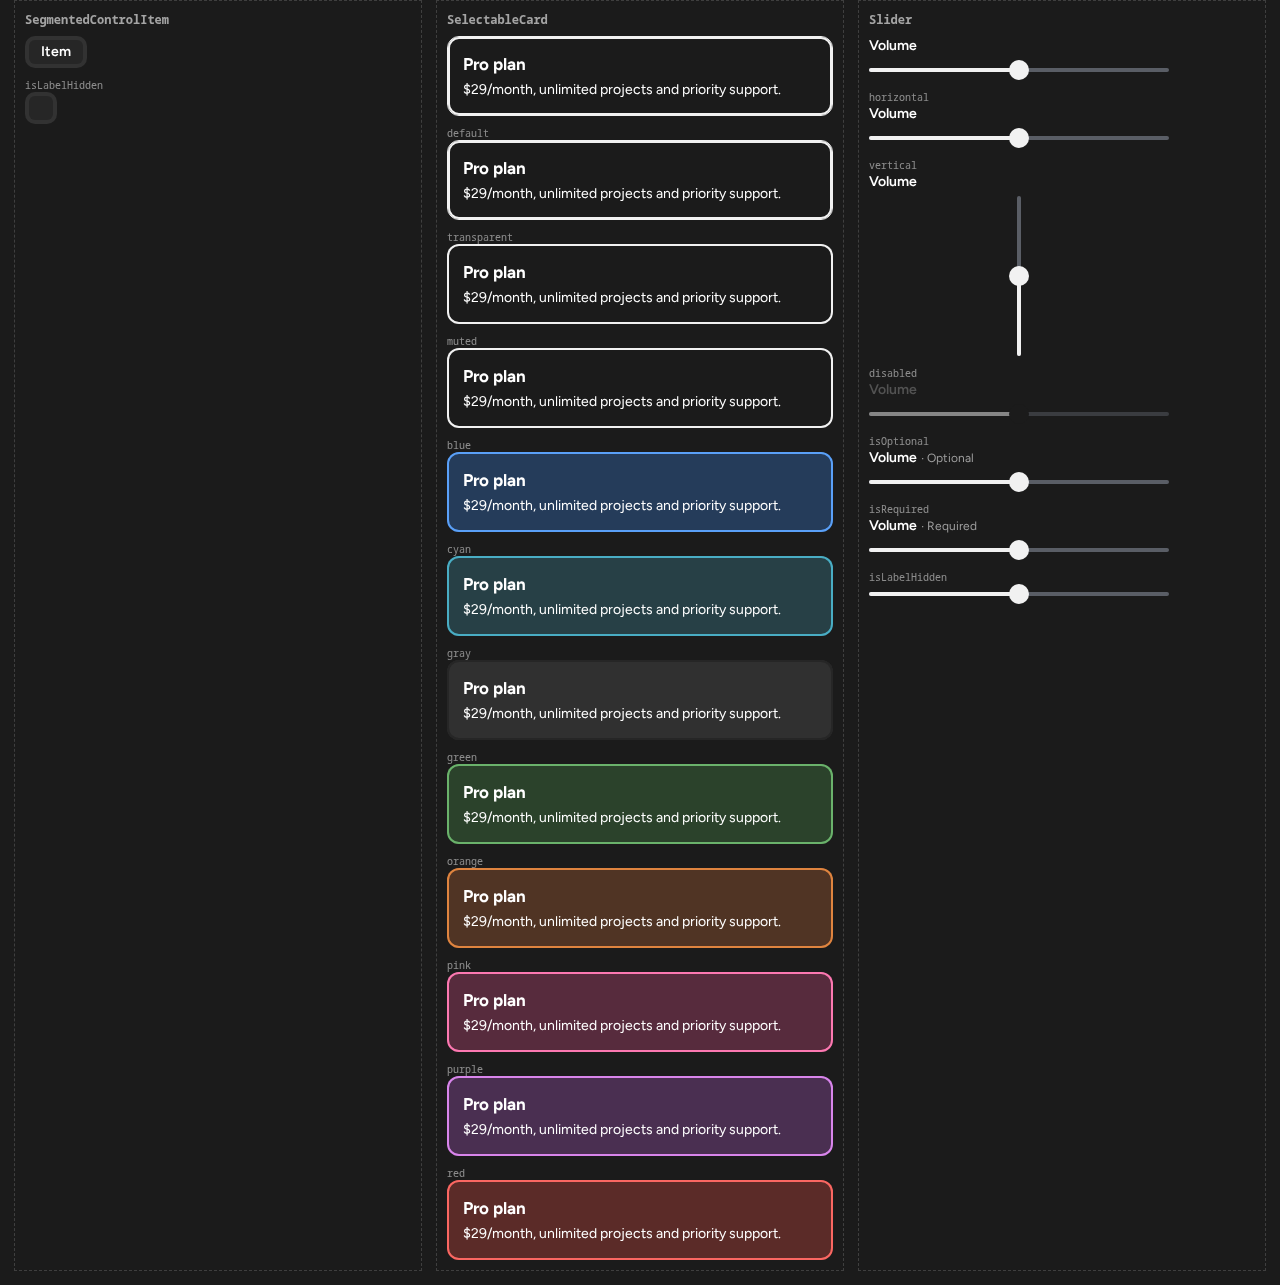 SegmentedControlItem
Item
isLabelHidden
SelectableCard
Pro plan
$29/month, unlimited projects and priority support.
default
Pro plan
$29/month, unlimited projects and priority support.
transparent
Pro plan
$29/month, unlimited projects and priority support.
muted
Pro plan
$29/month, unlimited projects and priority support.
blue
Pro plan
$29/month, unlimited projects and priority support.
cyan
Pro plan
$29/month, unlimited projects and priority support.
gray
Pro plan
$29/month, unlimited projects and priority support.
green
Pro plan
$29/month, unlimited projects and priority support.
orange
Pro plan
$29/month, unlimited projects and priority support.
pink
Pro plan
$29/month, unlimited projects and priority support.
purple
Pro plan
$29/month, unlimited projects and priority support.
red
Pro plan
$29/month, unlimited projects and priority support.
Slider
Volume
horizontal
Volume
vertical
Volume
disabled
Volume
isOptional
Volume · Optional
isRequired
Volume · Required
isLabelHidden